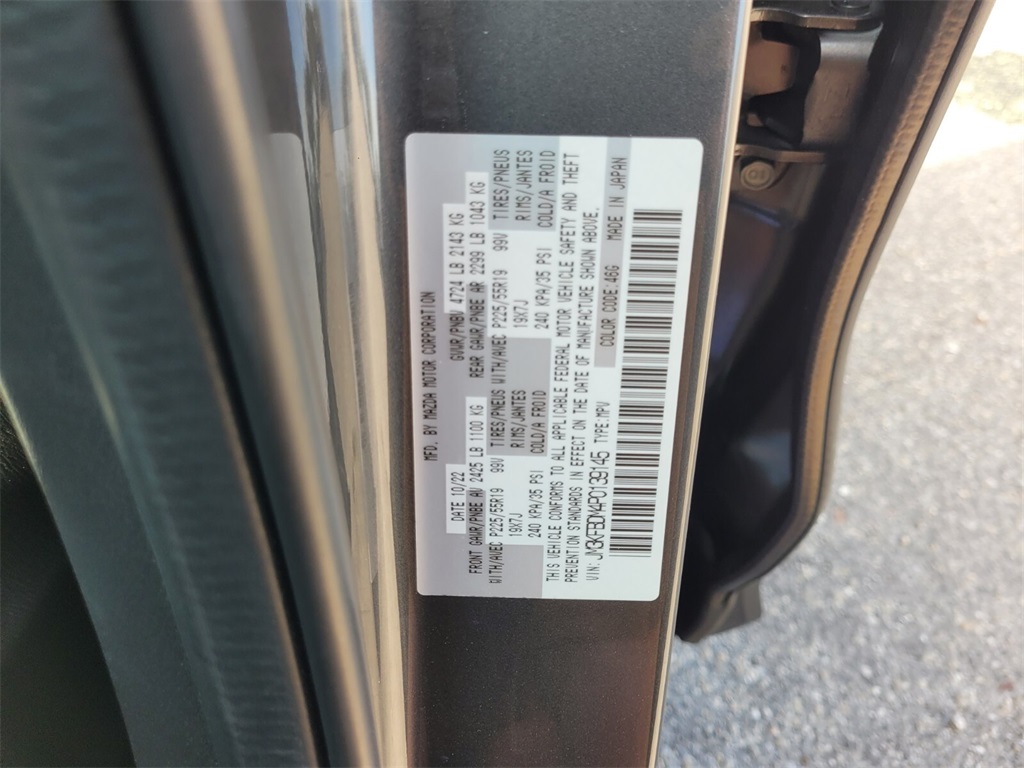 MFD. BY MAZDA MOTOR CORPORATION
DATE 10/22 GVWR/PNBV 4724 LB 2143 KG
FRONT GAWR/PNBE AV 2425 LB 1100 KG REAR GAWR/PNBE AR 2299 LB 1043 KG
WITH/AVEC P225/55R19 99V TIRES/PNEUS WITH/AVEC P225/55R19 99V TIRES/PNEUS
19X7J RIMS/JANTES 19X7J RIMS/JANTES
240 KPA/35 PSI COLD/A FROID 240 KPA/35 PSI COLD/A FROID
THIS VEHICLE CONFORMS TO ALL APPLICABLE FEDERAL MOTOR VEHICLE SAFETY AND THEFT
PREVENTION STANDARDS IN EFFECT ON THE DATE OF MANUFACTURE SHOWN ABOVE.
VIN: JM3KFBDM4P0139145 TYPE:MPV COLOR CODE:46G MADE IN JAPAN